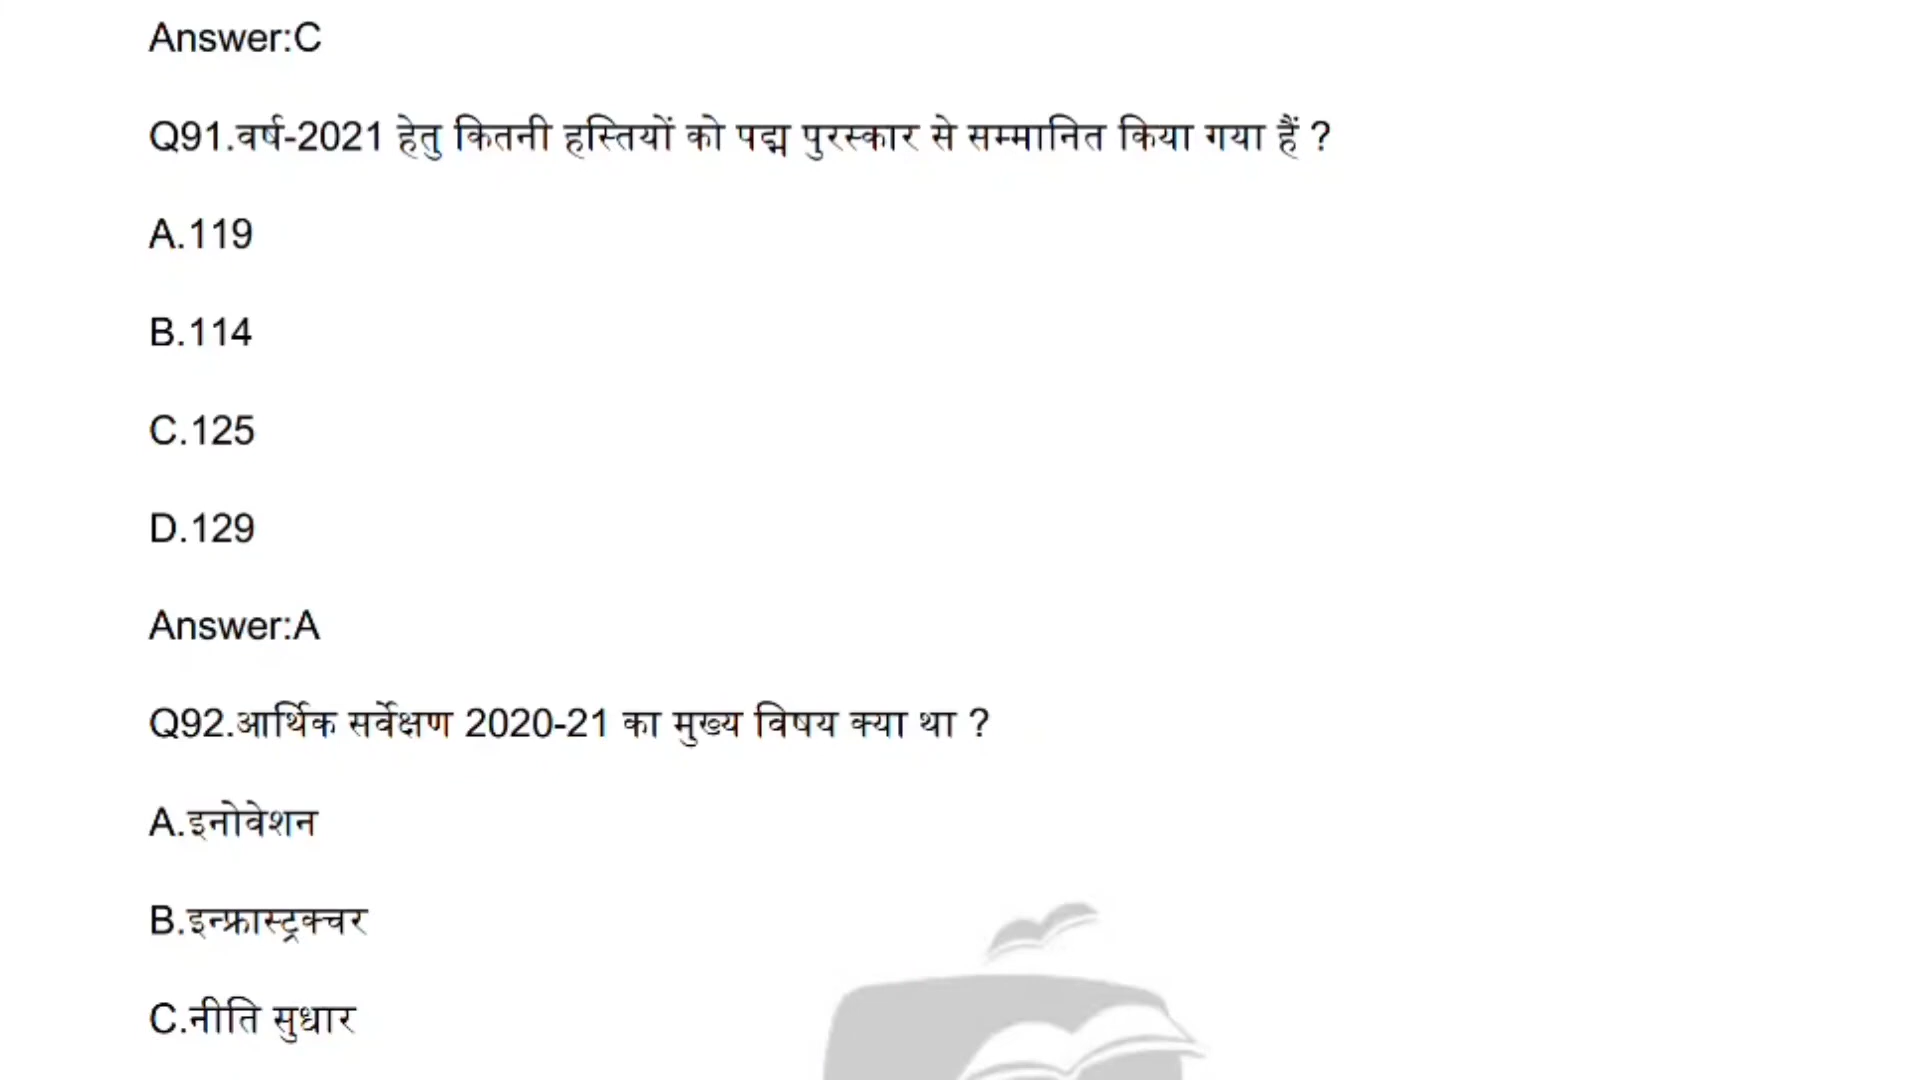 Answer:C
Q91.वर्ष-2021 हेतु कितनी हस्तियों को पद्म पुरस्कार से सम्मानित किया गया हैं ?
A.119
B.114
C.125
D.129
Answer:A
Q92.आर्थिक सर्वेक्षण 2020-21 का मुख्य विषय क्या था ?
A.इनोवेशन
B.इन्फ्रास्ट्रक्चर
C.नीति सुधार